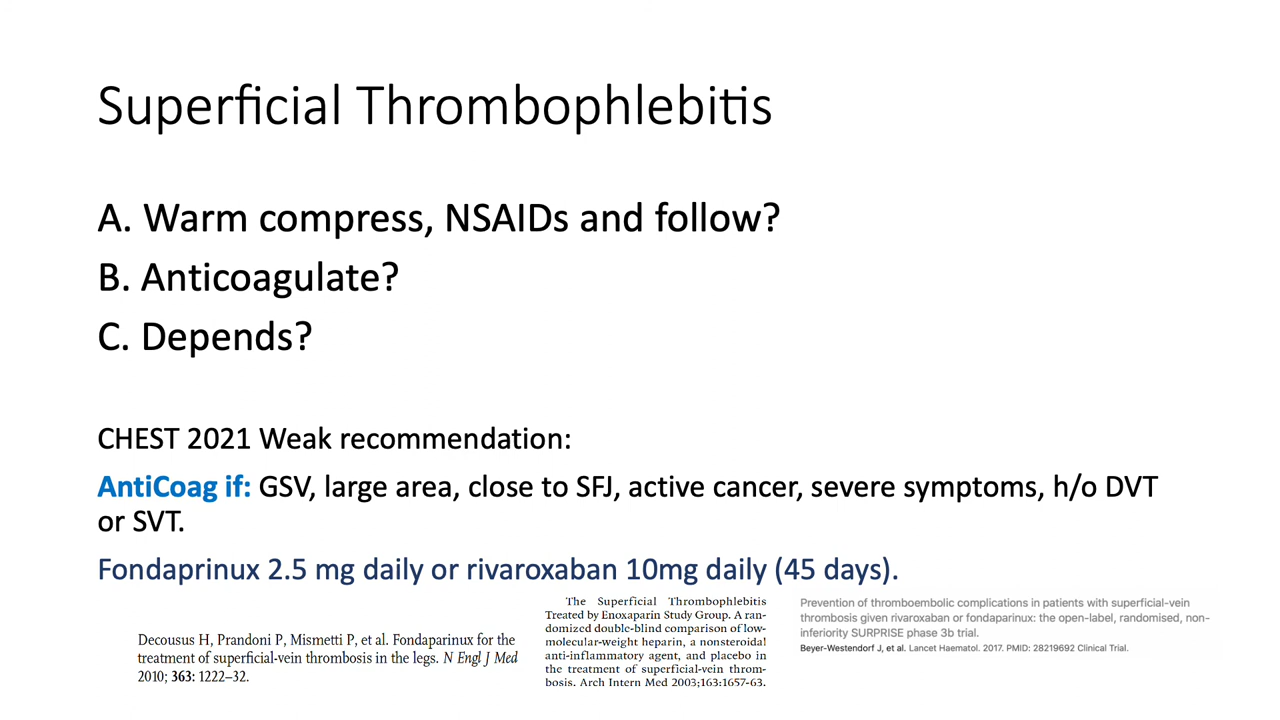 Superficial Thrombophlebitis
A. Warm compress, NSAIDs and follow?
B. Anticoagulate?
C. Depends?
CHEST 2021 Weak recommendation:
AntiCoag if: GSV, large area, close to SFJ, active cancer, severe symptoms, h/o DVT
or SVT.
Fondaprinux 2.5 mg daily or rivaroxaban 10mg daily (45 days).
Decousus H, Prandoni P, Mismetti P, et al. Fondaparinux for the
treatment of superficial-vein thrombosis in the legs. N Engl J Med
2010; 363: 1222–32.
The Superficial Thrombophlebitis
Treated by Enoxaparin Study Group. A ran-
domized double-blind comparison of low-
molecular-weight heparin, a nonsteroidal
anti-inflammatory agent, and placebo in
the treatment of superficial-vein throm-
bosis. Arch Intern Med 2003;163:1657-63.
Prevention of thromboembolic complications in patients with superficial-vein
thrombosis given rivaroxaban or fondaparinux: the open-label, randomised, non-
inferiority SURPRISE phase 3b trial.
Beyer-Westendorf J, et al. Lancet Haematol. 2017. PMID: 28219692 Clinical Trial.